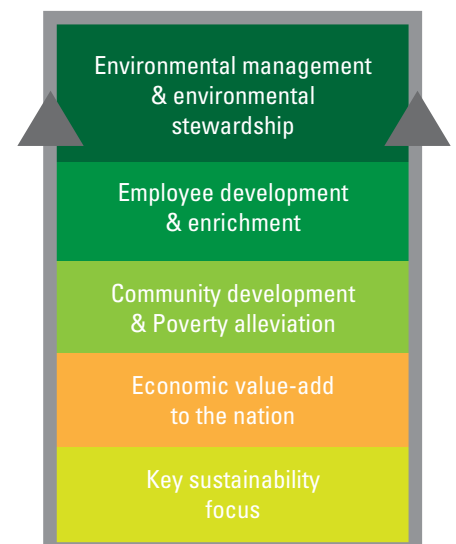 Environmental management
& environmental
stewardship
Employee development
& enrichment
Community development
& Poverty alleviation
Economic value-add
to the nation
Key sustainability
focus